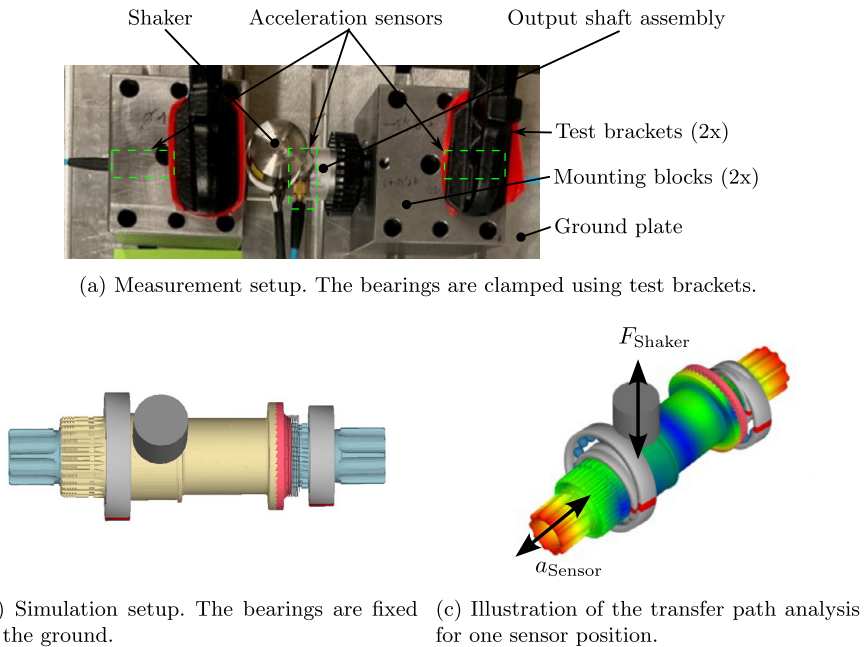 Shaker
Acceleration sensors
Output shaft assembly
Test brackets (2x)
Mounting blocks (2x)
Ground plate
(a) Measurement setup. The bearings are clamped using test brackets.
F Shaker
a Sensor
) Simulation setup. The bearings are fixed
the ground.
(c) Illustration of the transfer path analysis
for one sensor position.